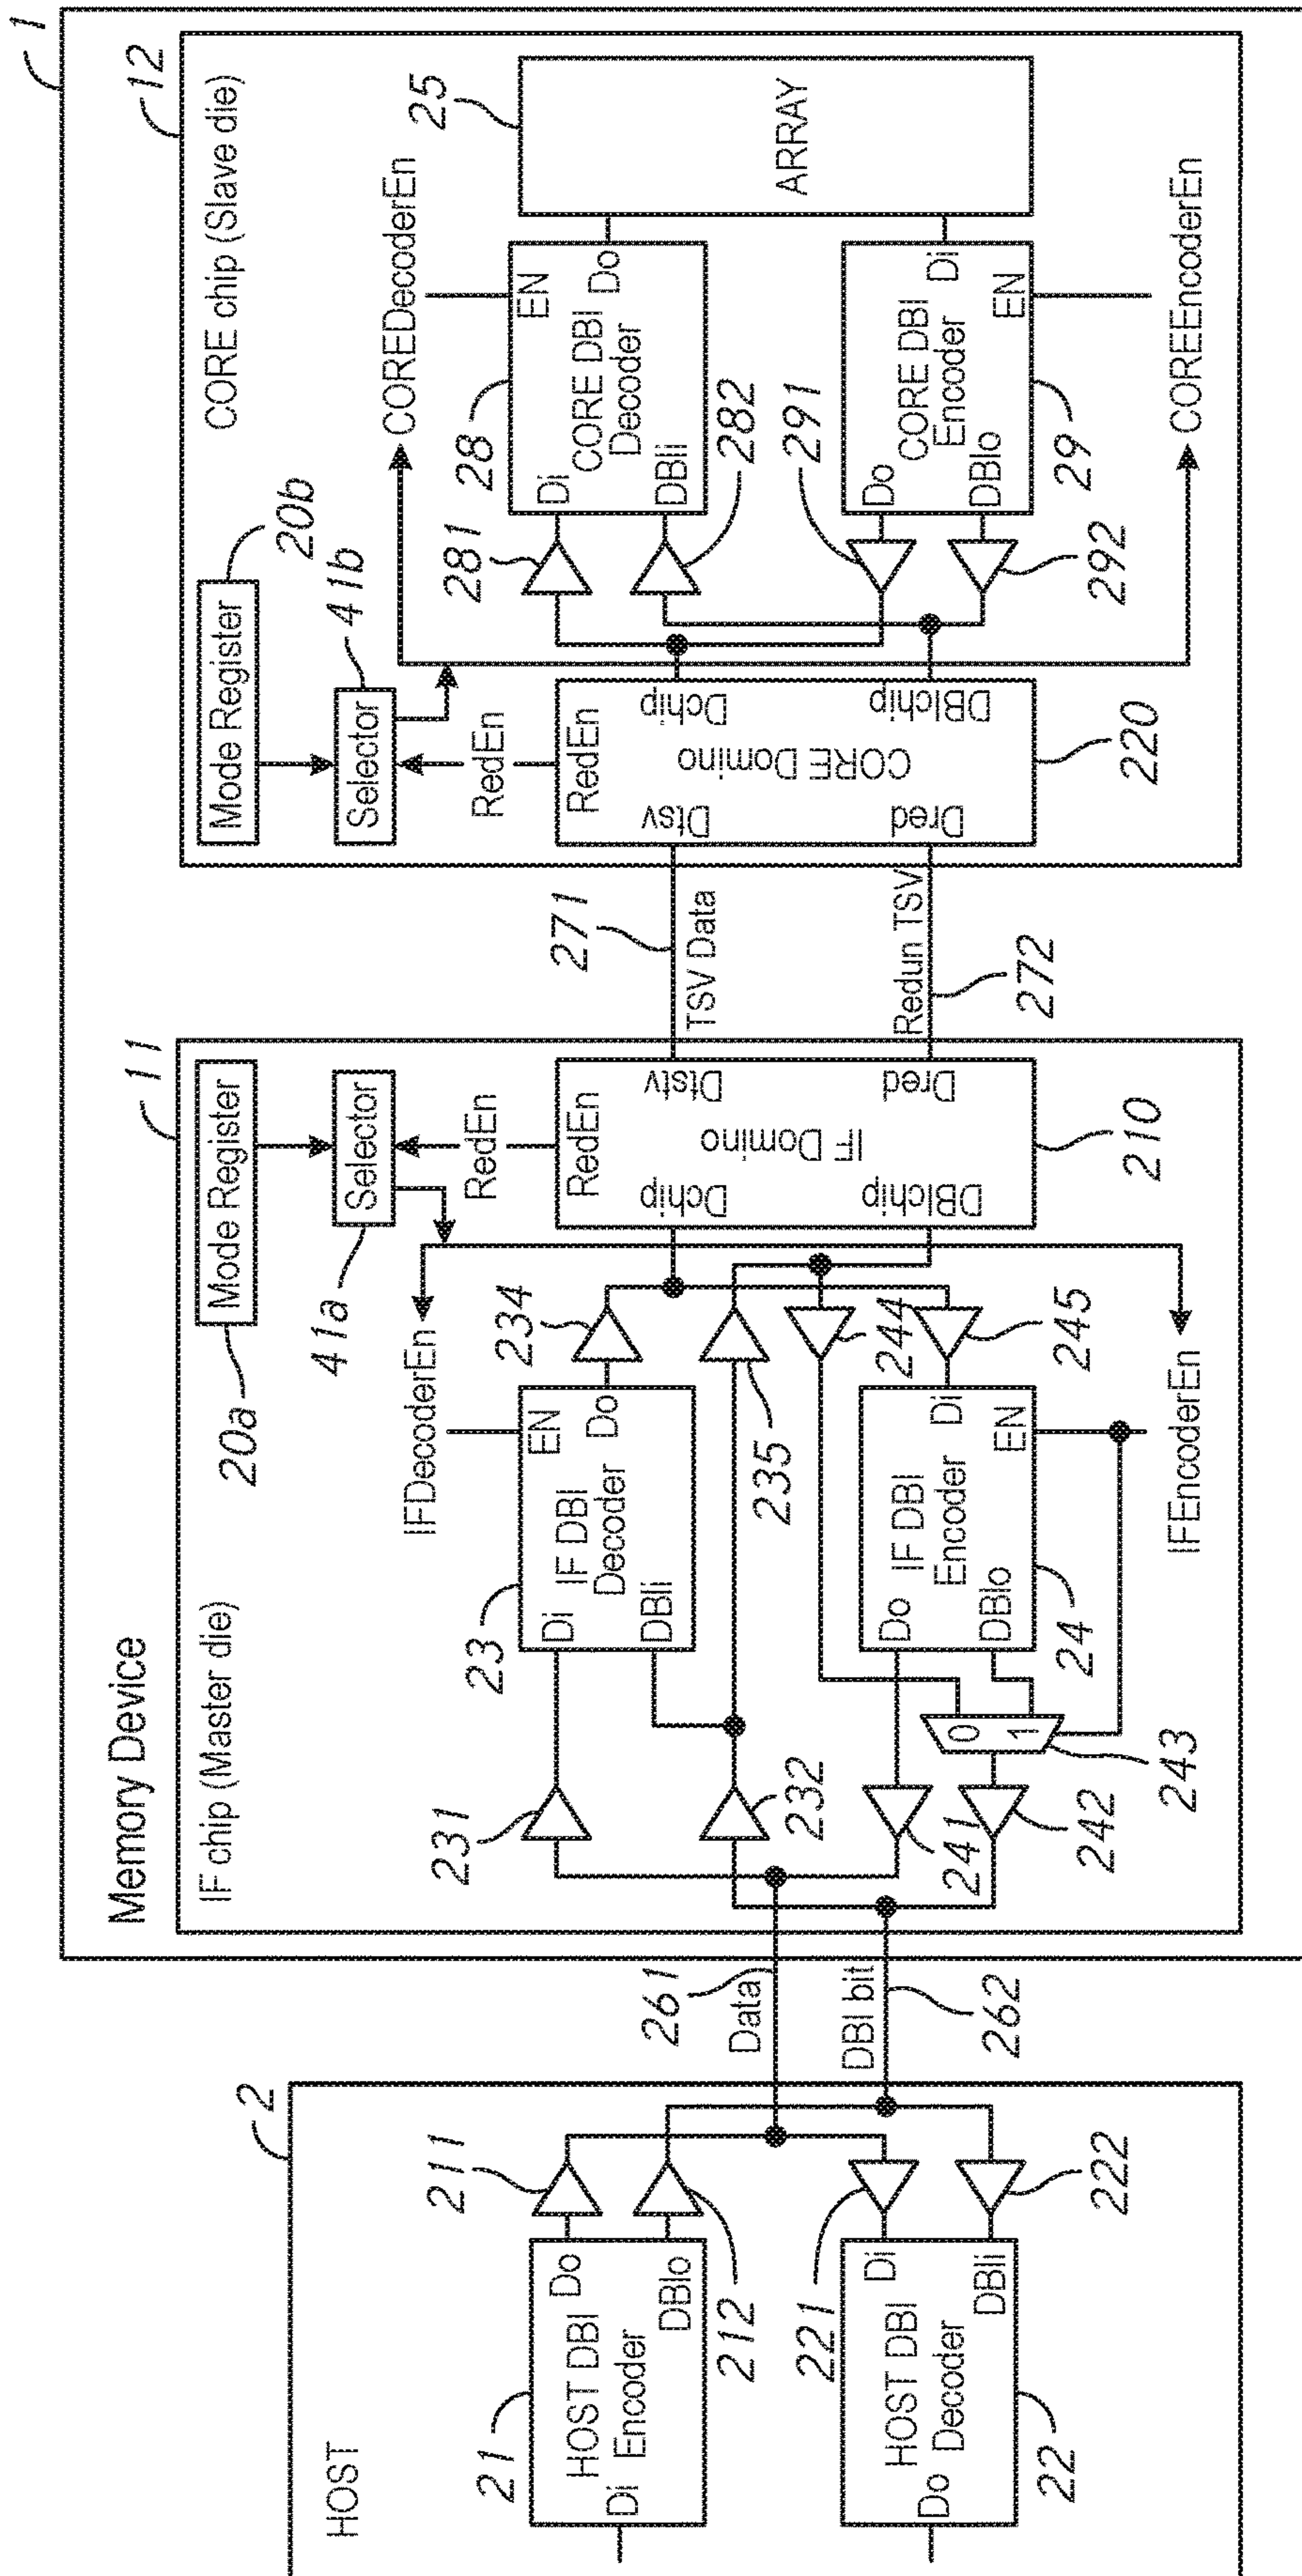 HOST
2
21
HOST DBI
Encoder
Di
Do
DBIo
211
212
22
HOST DBI
Decoder
Do
Di
DBIi
221
222
261
Data
DBI bit
262
Memory Device
1
IF chip (Master die)
11
Mode Register
20a
Selector
41a
RedEn
IFDecoderEn
231
232
23
IF DBI
Decoder
Di
DBIi
EN
Do
234
235
241
242
243
0
1
24
IF DBI
Encoder
Do
DBIo
Di
EN
244
245
IFEncoderEn
RedEn
Dchip
DBIchip
IF Domino
Dtstv
Dred
210
271
TSV Data
Redun TSV
272
CORE chip (Slave die)
12
Mode Register
20b
Selector
41b
RedEn
RedEn
Dtsv
Dred
CORE Domino
Dchip
DBIchip
220
COREDecoderEn
281
282
28
CORE DBI
Decoder
Di
DBIi
EN
Do
291
292
29
CORE DBI
Encoder
Do
DBIo
Di
EN
COREEncoderEn
25
ARRAY